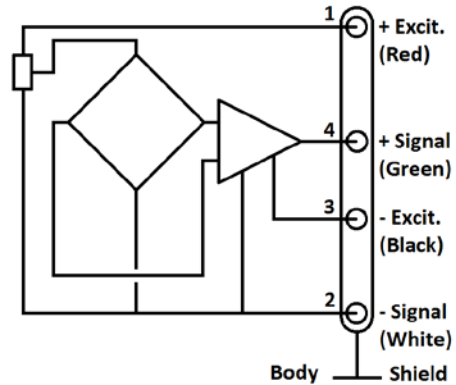 1
+ Excit.
(Red)
4
+ Signal
(Green)
3
- Excit.
(Black)
2
- Signal
(White)
Body
Shield